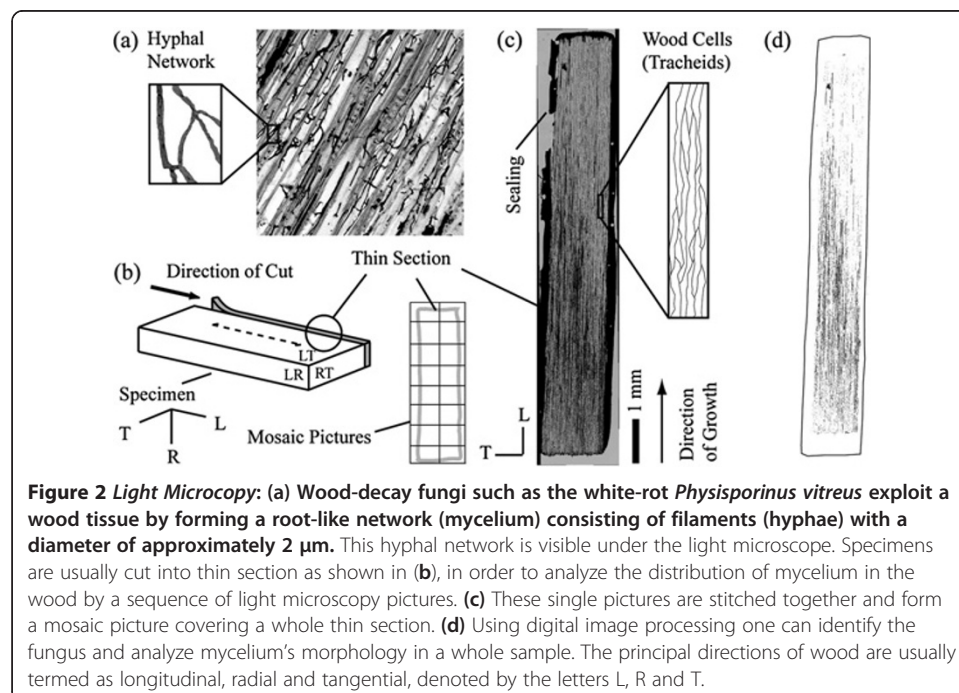 (a) Hyphal
Network
(c)
Wood Cells
(Tracheids)
(d)
Sealing
Thin Section
(b)
Direction of Cut
LT
LR RT
Specimen
T
L
R
Mosaic Pictures
L
T
1 mm
Direction
of Growth
Figure 2 Light Microcopy: (a) Wood-decay fungi such as the white-rot Physisporinus vitreus exploit a
wood tissue by forming a root-like network (mycelium) consisting of filaments (hyphae) with a
diameter of approximately 2 μm. This hyphal network is visible under the light microscope. Specimens
are usually cut into thin section as shown in (b), in order to analyze the distribution of mycelium in the
wood by a sequence of light microscopy pictures. (c) These single pictures are stitched together and form
a mosaic picture covering a whole thin section. (d) Using digital image processing one can identify the
fungus and analyze mycelium's morphology in a whole sample. The principal directions of wood are usually
termed as longitudinal, radial and tangential, denoted by the letters L, R and T.